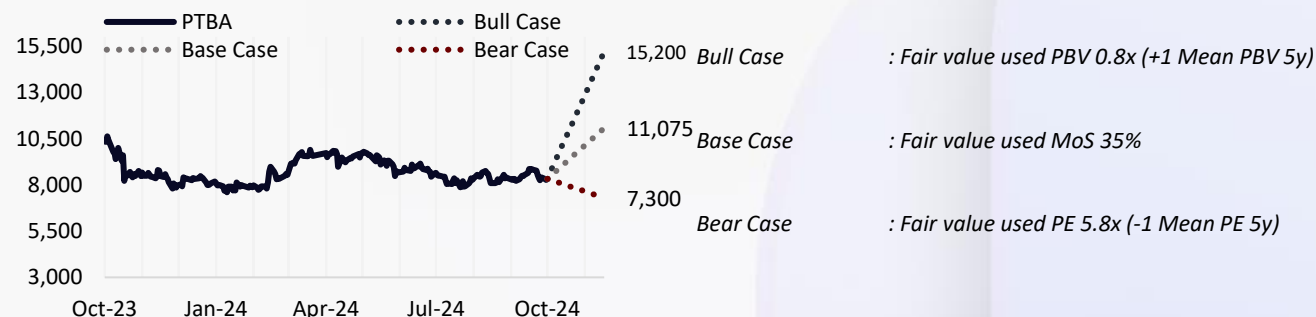 PTBA
Bull Case
Base Case
Bear Case
15,500
13,000
10,500
8,000
5,500
3,000
Oct-23
Jan-24
Apr-24
Jul-24
Oct-24
15,200
11,075
7,300
Bull Case : Fair value used PBV 0.8x (+1 Mean PBV 5y)
Base Case : Fair value used MoS 35%
Bear Case : Fair value used PE 5.8x (-1 Mean PE 5y)